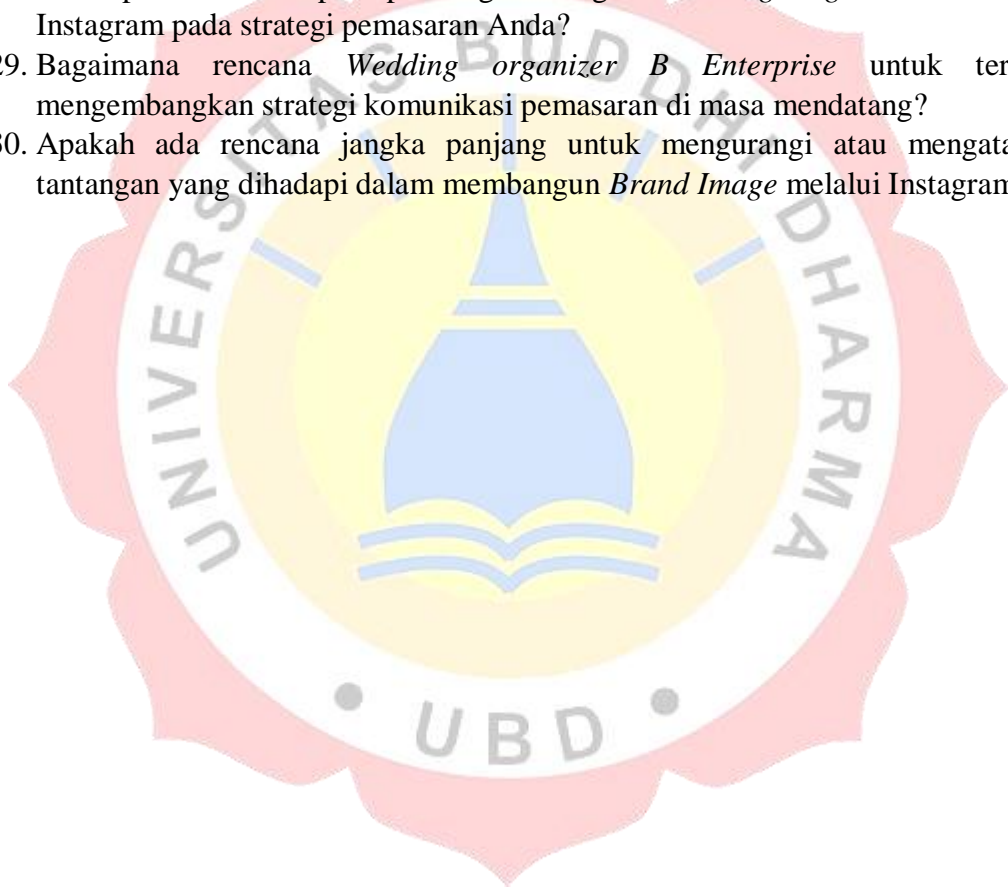 Instagram pada strategi pemasaran Anda?
29. Bagaimana rencana Wedding organizer B Enterprise untuk
mengembangkan strategi komunikasi pemasaran di masa mendatang?
30. Apakah ada rencana jangka panjang untuk mengurangi atau
tantangan yang dihadapi dalam membangun Brand Image melalui Instagram
UNIVERSITAS BUDDHI DHARMA
• UBD •